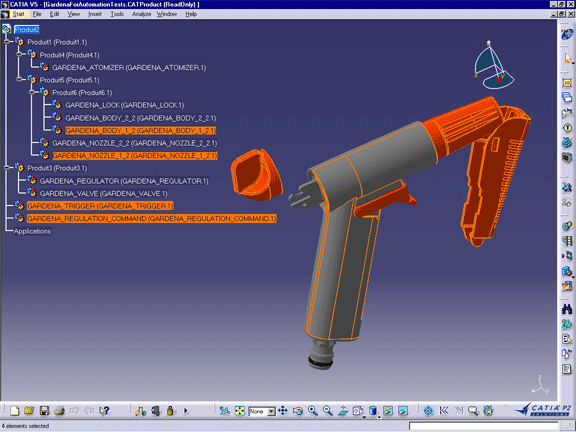 CATIA V5 - [GardenaForAutomationTests.CATProduct (ReadOnly) ]
Start File Edit View Insert Tools Analyze Window Help
Produit2
Produit1 (Produit1.1)
Produit4 (Produit4.1)
GARDENA_ATOMIZER (GARDENA_ATOMIZER.1)
Produit5 (Produit5.1)
Produit6 (Produit6.1)
GARDENA_LOCK (GARDENA_LOCK.1)
GARDENA_BODY_2_2 (GARDENA_BODY_2_2.1)
GARDENA_BODY_1_2 (GARDENA_BODY_1_2.1)
GARDENA_NOZZLE_2_2 (GARDENA_NOZZLE_2_2.1)
GARDENA_NOZZLE_1_2 (GARDENA_NOZZLE_1_2.1)
Produit3 (Produit3.1)
GARDENA_REGULATOR (GARDENA_REGULATOR.1)
GARDENA_VALVE (GARDENA_VALVE.1)
GARDENA_TRIGGER (GARDENA_TRIGGER.1)
GARDENA_REGULATION_COMMAND (GARDENA_REGULATION_COMMAND.1)
Applications
None
CATIA P2
SOLUTIONS
4 elements selected